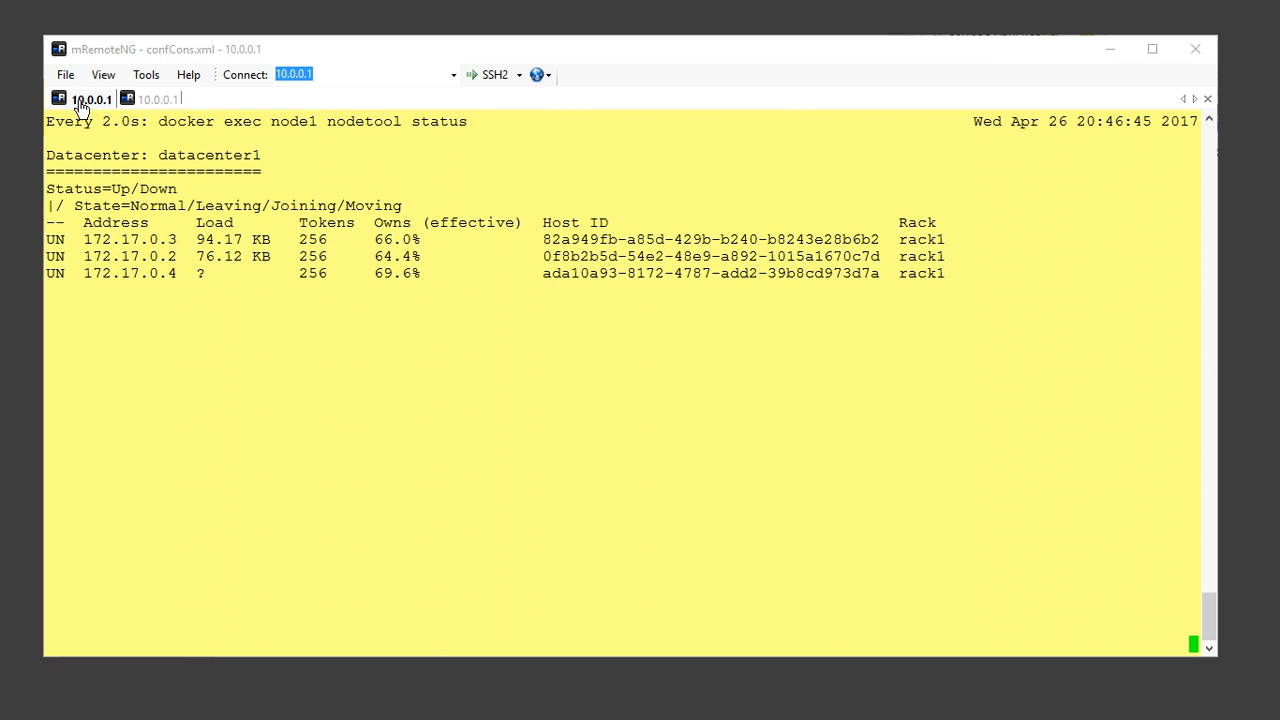 mRemoteNG - confCons.xml - 10.0.0.1
File View Tools Help Connect: 10.0.0.1 SSH2
10.0.0.1 10.0.0.1
Every 2.0s: docker exec node1 nodetool status Wed Apr 26 20:46:45 2017
Datacenter: datacenter1
=======================
Status=Up/Down
|/ State=Normal/Leaving/Joining/Moving
-- Address Load Tokens Owns (effective) Host ID Rack
UN 172.17.0.3 94.17 KB 256 66.0% 82a949fb-a85d-429b-b240-b8243e28b6b2 rack1
UN 172.17.0.2 76.12 KB 256 64.4% 0f8b2b5d-54e2-48e9-a892-1015a1670c7d rack1
UN 172.17.0.4 ? 256 69.6% ada10a93-8172-4787-add2-39b8cd973d7a rack1